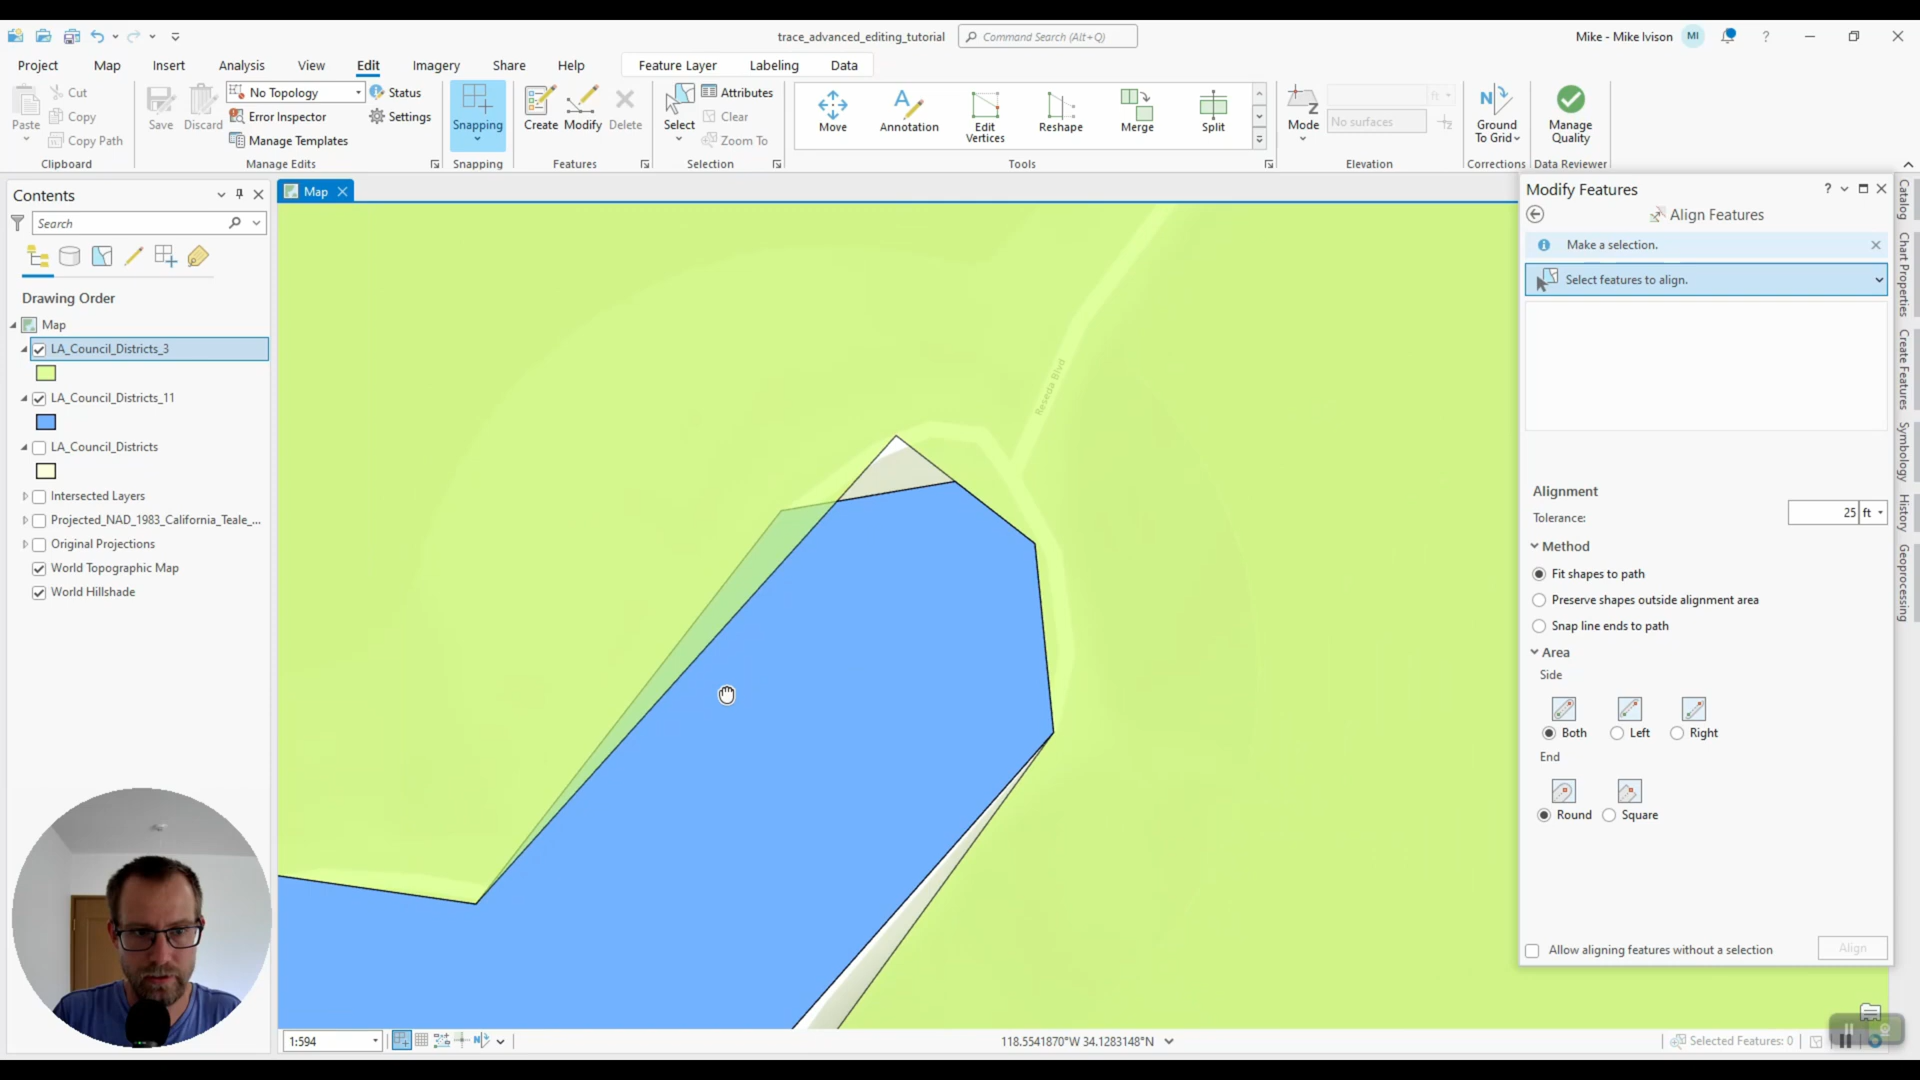 trace_advanced_editing_tutorial
Command Search (Alt+Q)
Mike - Mike Ivison
MI
?
Project
Map
Insert
Analysis
View
Edit
Imagery
Share
Help
Feature Layer
Labeling
Data
Paste
Cut
Copy
Copy Path
Clipboard
Save
Discard
No Topology
Error Inspector
Manage Templates
Status
Settings
Manage Edits
Snapping
Snapping
Create
Modify
Delete
Features
Select
Attributes
Clear
Zoom To
Selection
Move
Annotation
Edit
Vertices
Reshape
Merge
Split
Tools
Mode
ft
No surfaces
Elevation
Ground
To Grid
Corrections
Manage
Quality
Data Reviewer
Contents
Search
Drawing Order
Map
LA_Council_Districts_3
LA_Council_Districts_11
LA_Council_Districts
Intersected Layers
Projected_NAD_1983_California_Teale_...
Original Projections
World Topographic Map
World Hillshade
Map
Reseda Blvd
1:594
118.5541870°W 34.1283148°N
Selected Features: 0
Modify Features
?
Align Features
Make a selection.
Select features to align.
Alignment
Tolerance:
25 ft
Method
Fit shapes to path
Preserve shapes outside alignment area
Snap line ends to path
Area
Side
Both
Left
Right
End
Round
Square
Allow aligning features without a selection
Align
Catalog
Chart Properties
Create Features
Symbology
History
Geoprocessing